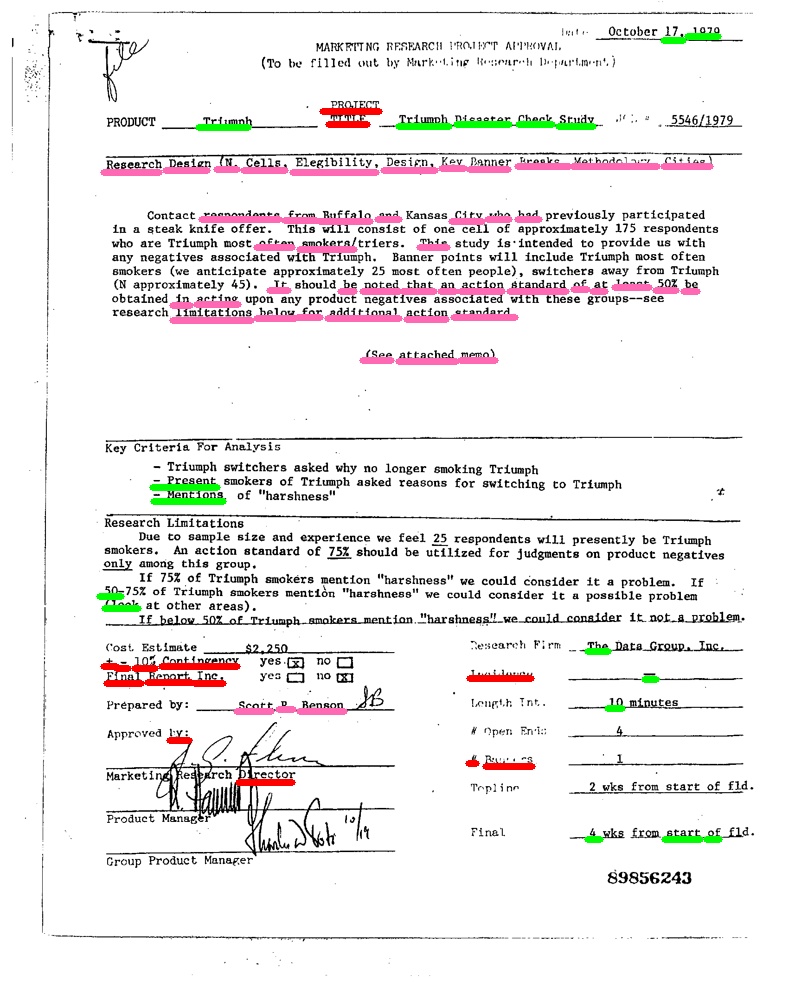 file
Date October 17, 1979
MARKETING RESEARCH PROJECT APPROVAL
(To be filled out by Marketing Research Department)
PROJECT
PRODUCT Triumph TITLE Triumph Disaster Check Study 5546/1979
Research Design (N. Cells, Elegibility, Design, Key Banner Breaks, Methodology, Cities)
Contact respondents from Buffalo and Kansas City who had previously participated
in a steak knife offer. This will consist of one cell of approximately 175 respondents
who are Triumph most often smokers/triers. This study is intended to provide us with
any negatives associated with Triumph. Banner points will include Triumph most often
smokers (we anticipate approximately 25 most often people), switchers away from Triumph
(N approximately 45). It should be noted that an action standard of at least 50% be
obtained in acting upon any product negatives associated with these groups--see
research limitations below for additional action standard.
(See attached memo)
Key Criteria For Analysis
- Triumph switchers asked why no longer smoking Triumph
- Present smokers of Triumph asked reasons for switching to Triumph
- Mentions of "harshness"
Research Limitations
Due to sample size and experience we feel 25 respondents will presently be Triumph
smokers. An action standard of 75% should be utilized for judgments on product negatives
only among this group.
If 75% of Triumph smokers mention "harshness" we could consider it a problem. If
50-75% of Triumph smokers mention "harshness" we could consider it a possible problem
(look at other areas).
If below 50% of Triumph smokers mention "harshness" we could consider it not a problem.
Cost Estimate $2,250 Research Firm The Data Group, Inc.
+ - 10% Contingency yes x no Incidence —
Final Report Inc. yes no x
Prepared by: Scott R. Benson SB Length Int. 10 minutes
Approved by: # Open Ends 4
# Banners 1
Marketing Research Director Topline 2 wks from start of fld.
Product Manager 10/19 Final 4 wks from start of fld.
Group Product Manager
89856243